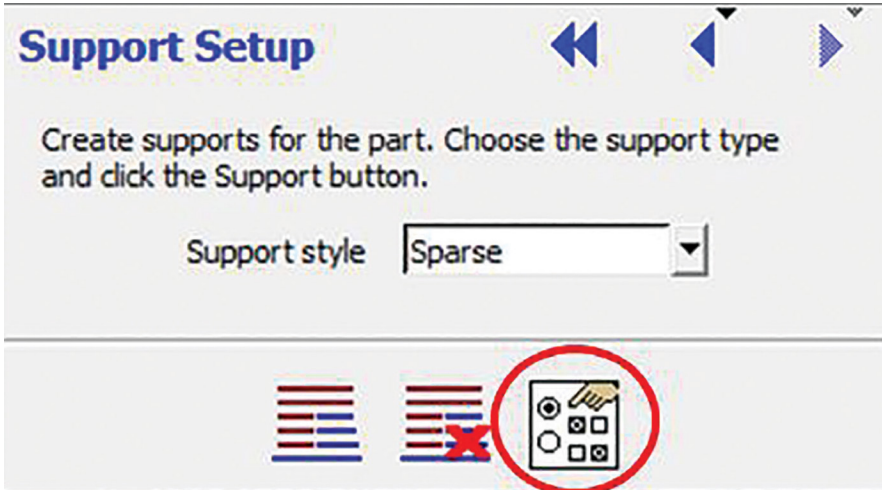 Support Setup
Create supports for the part. Choose the support type
and click the Support button.
Support style
Sparse